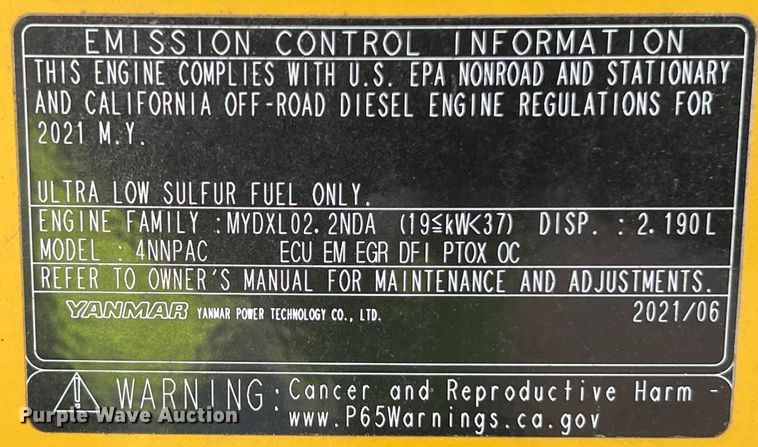 EMISSION CONTROL INFORMATION
THIS ENGINE COMPLIES WITH U.S. EPA NONROAD AND STATIONARY
AND CALIFORNIA OFF-ROAD DIESEL ENGINE REGULATIONS FOR
2021 M.Y.
ULTRA LOW SULFUR FUEL ONLY.
ENGINE FAMILY : MYDXL02.2NDA (19≦kW<37) DISP. : 2.190L
MODEL : 4NNPAC ECU EM EGR DFI PTOX OC
REFER TO OWNER'S MANUAL FOR MAINTENANCE AND ADJUSTMENTS.
YANMAR YANMAR POWER TECHNOLOGY CO., LTD. 2021/06
WARNING: Cancer and Reproductive Harm -
www.P65Warnings.ca.gov
Purple Wave Auction